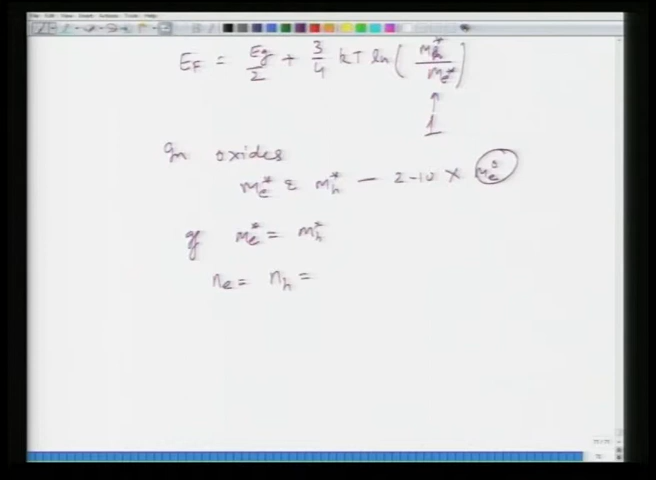 E_F = Eg/2 + 3/4 kT ln ( m_h* / m_e* )
1
In oxides
m_e* & m_h* — 2-10 × m_e°
If m_e* = m_h*
n_e = n_h =